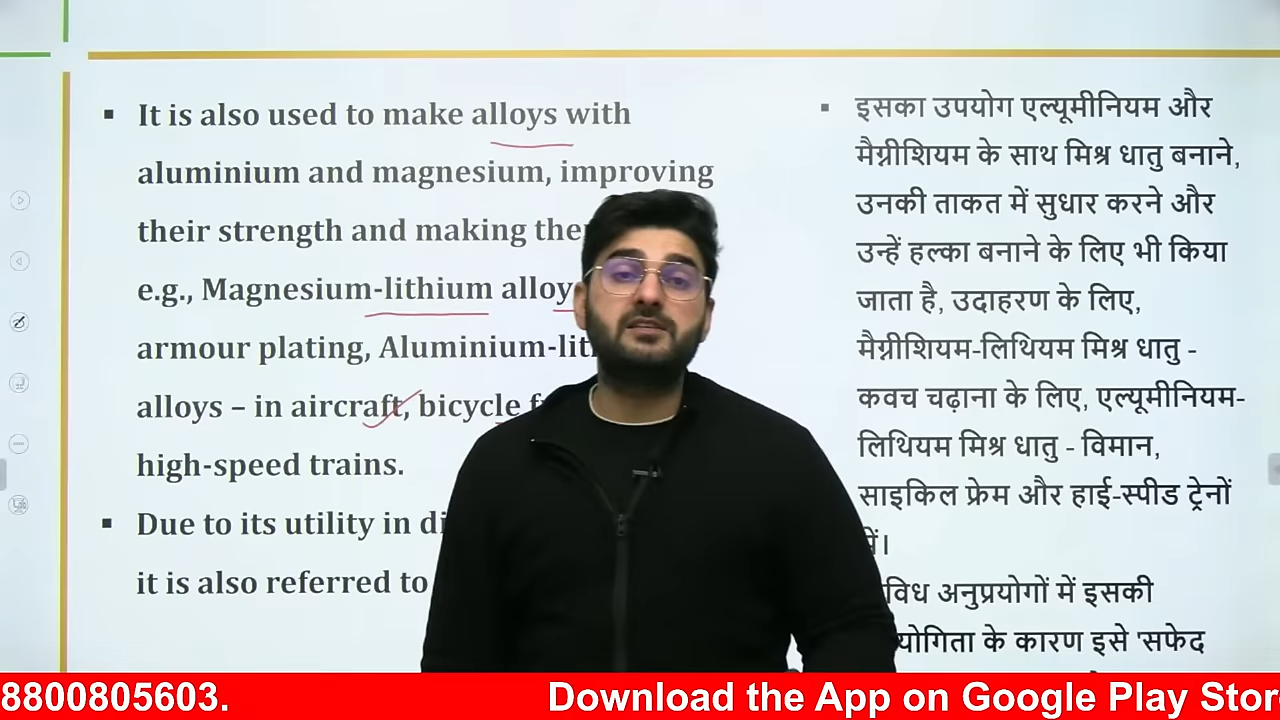 It is also used to make alloys with
aluminium and magnesium, improving
their strength and making
e.g., Magnesium-lithium alloy
armour plating,
alloys – in aircraft, bicycle
high-speed trains.
Due to its utility in
it is also referred to
इसका उपयोग एल्यूमीनियम और
मैग्नीशियम के साथ मिश्र धातु बनाने,
उनकी ताकत में सुधार करने और
उन्हें हल्का बनाने के लिए भी किया
जाता है, उदाहरण के लिए,
मैग्नीशियम-लिथियम मिश्र धातु -
कवच चढ़ाना के लिए, एल्यूमीनियम-
लिथियम मिश्र धातु - विमान,
साइकिल फ्रेम और हाई-स्पीड ट्रेनों
अनुप्रयोगों में इसकी
के कारण इसे 'सफेद
8800805603.
Download the App on Google Play Stor